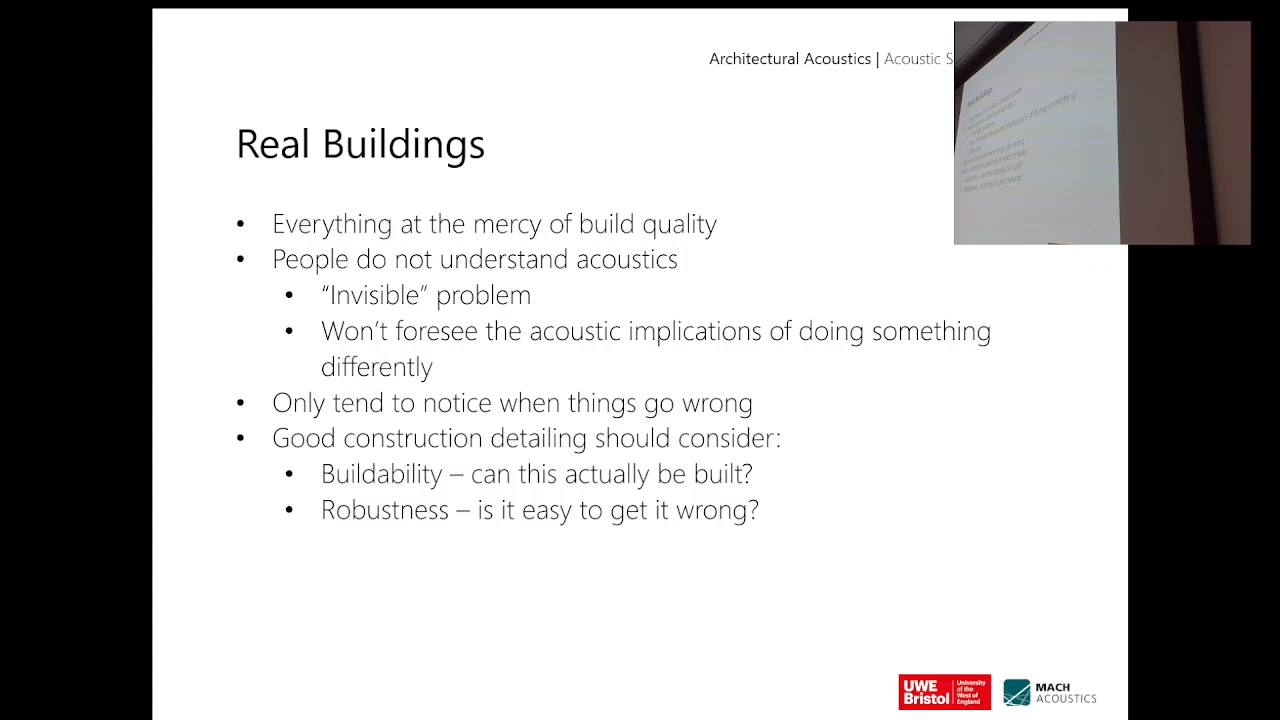 Architectural Acoustics | Acoustic S
Real Buildings
• Everything at the mercy of build quality
• People do not understand acoustics
• “Invisible” problem
• Won’t foresee the acoustic implications of doing something
differently
• Only tend to notice when things go wrong
• Good construction detailing should consider:
• Buildability – can this actually be built?
• Robustness – is it easy to get it wrong?
UWE
Bristol
University
of the
West of
England
MACH
ACOUSTICS